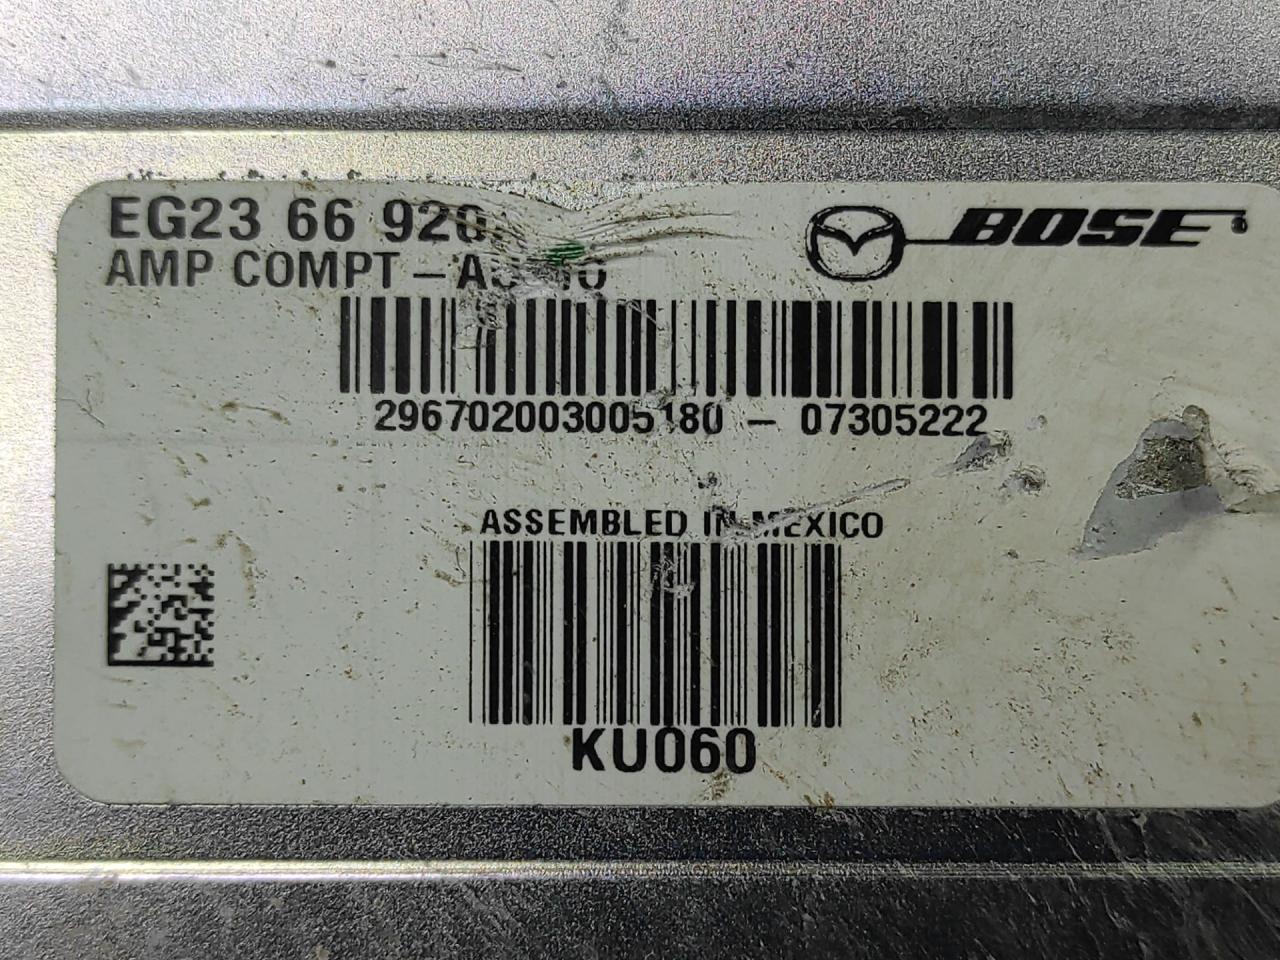 EG23 66 920
BOSE
AMP COMPT –
296702003005180 – 07305222
ASSEMBLED IN MEXICO
KU060